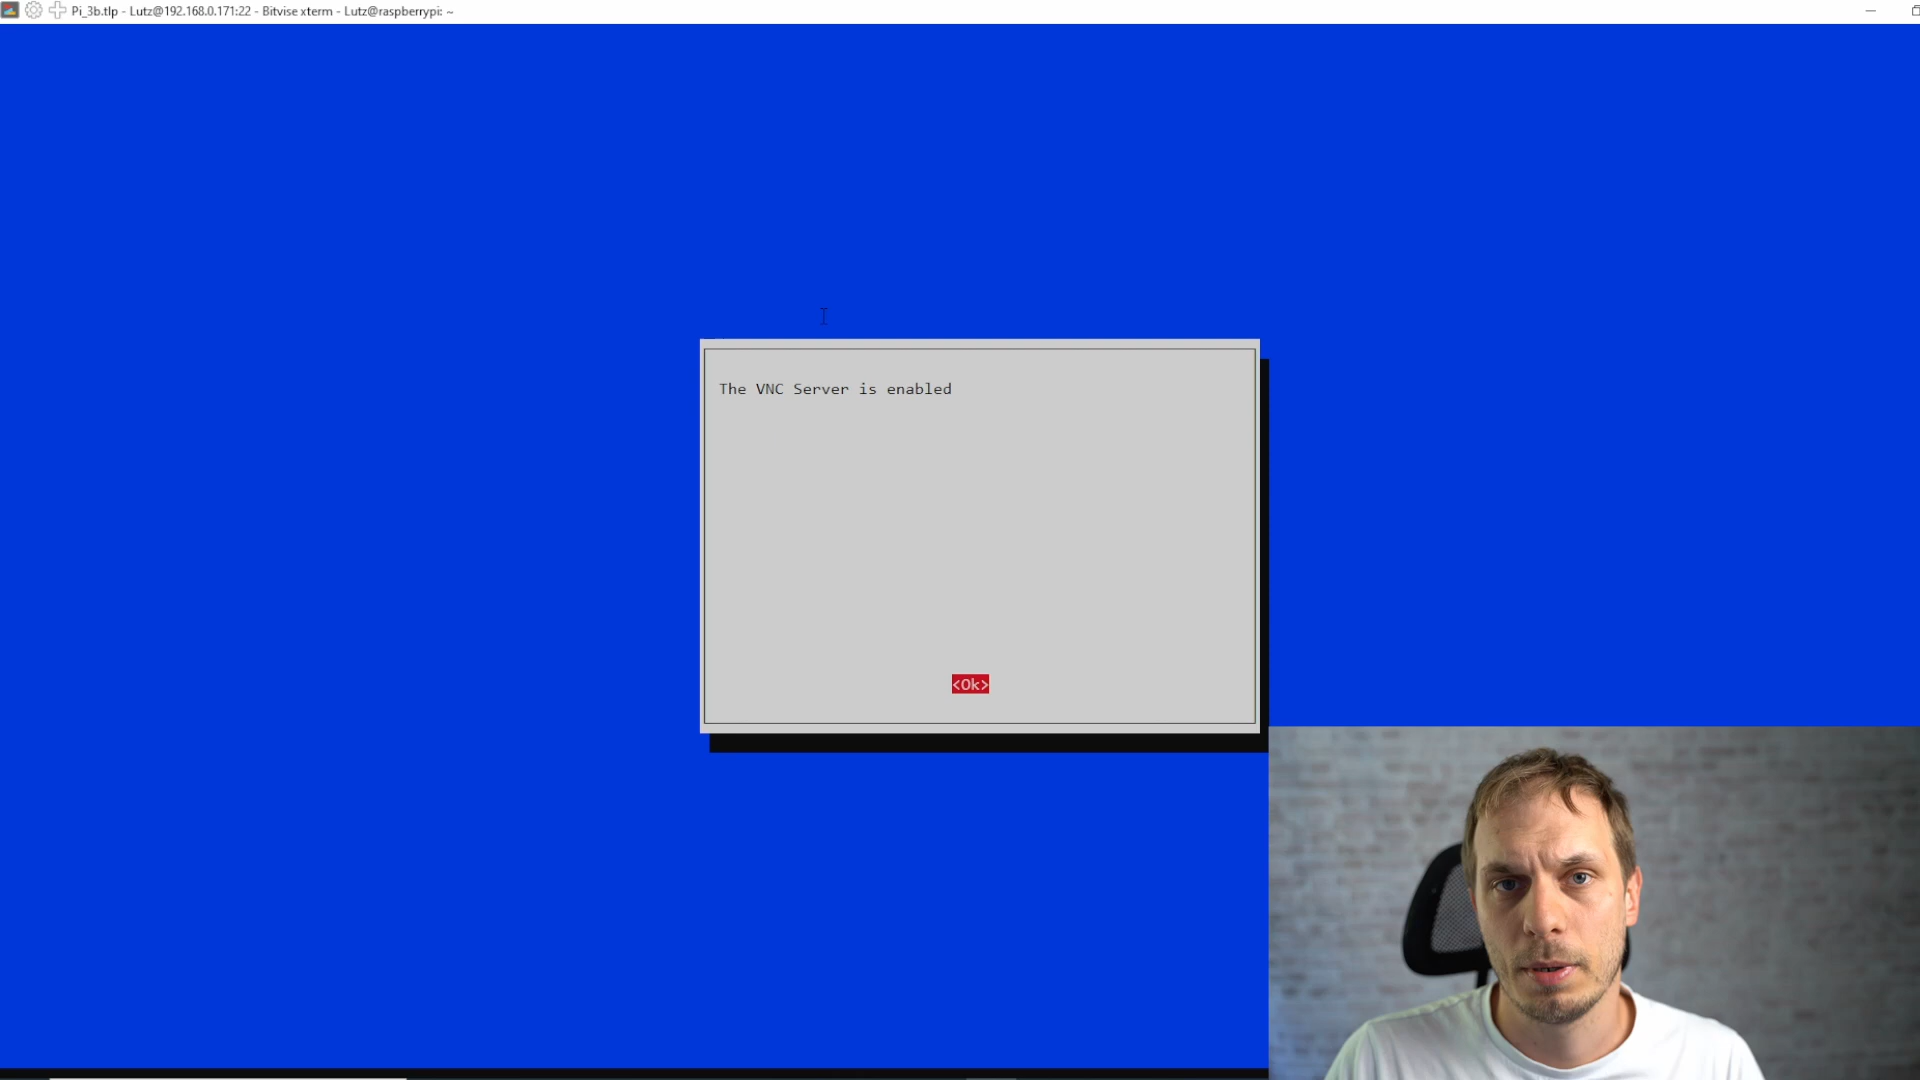 Pi_3b.tlp - Lutz@192.168.0.171:22 - Bitvise xterm - Lutz@raspberrypi: ~
The VNC Server is enabled
<Ok>